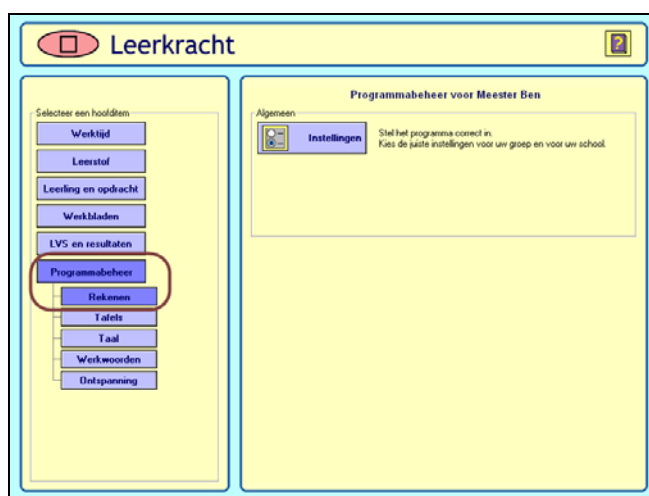 Leerkracht
Selecteer een hoofditem
Werktijd
Leerstof
Leerling en opdracht
Werkbladen
LVS en resultaten
Programmabeheer
Rekenen
Tafels
Taal
Werkwoorden
Ontspanning
Programmabeheer voor Meester Ben
Algemeen
Instellingen
Stel het programma correct in.
Kies de juiste instellingen voor uw groep en voor uw school.